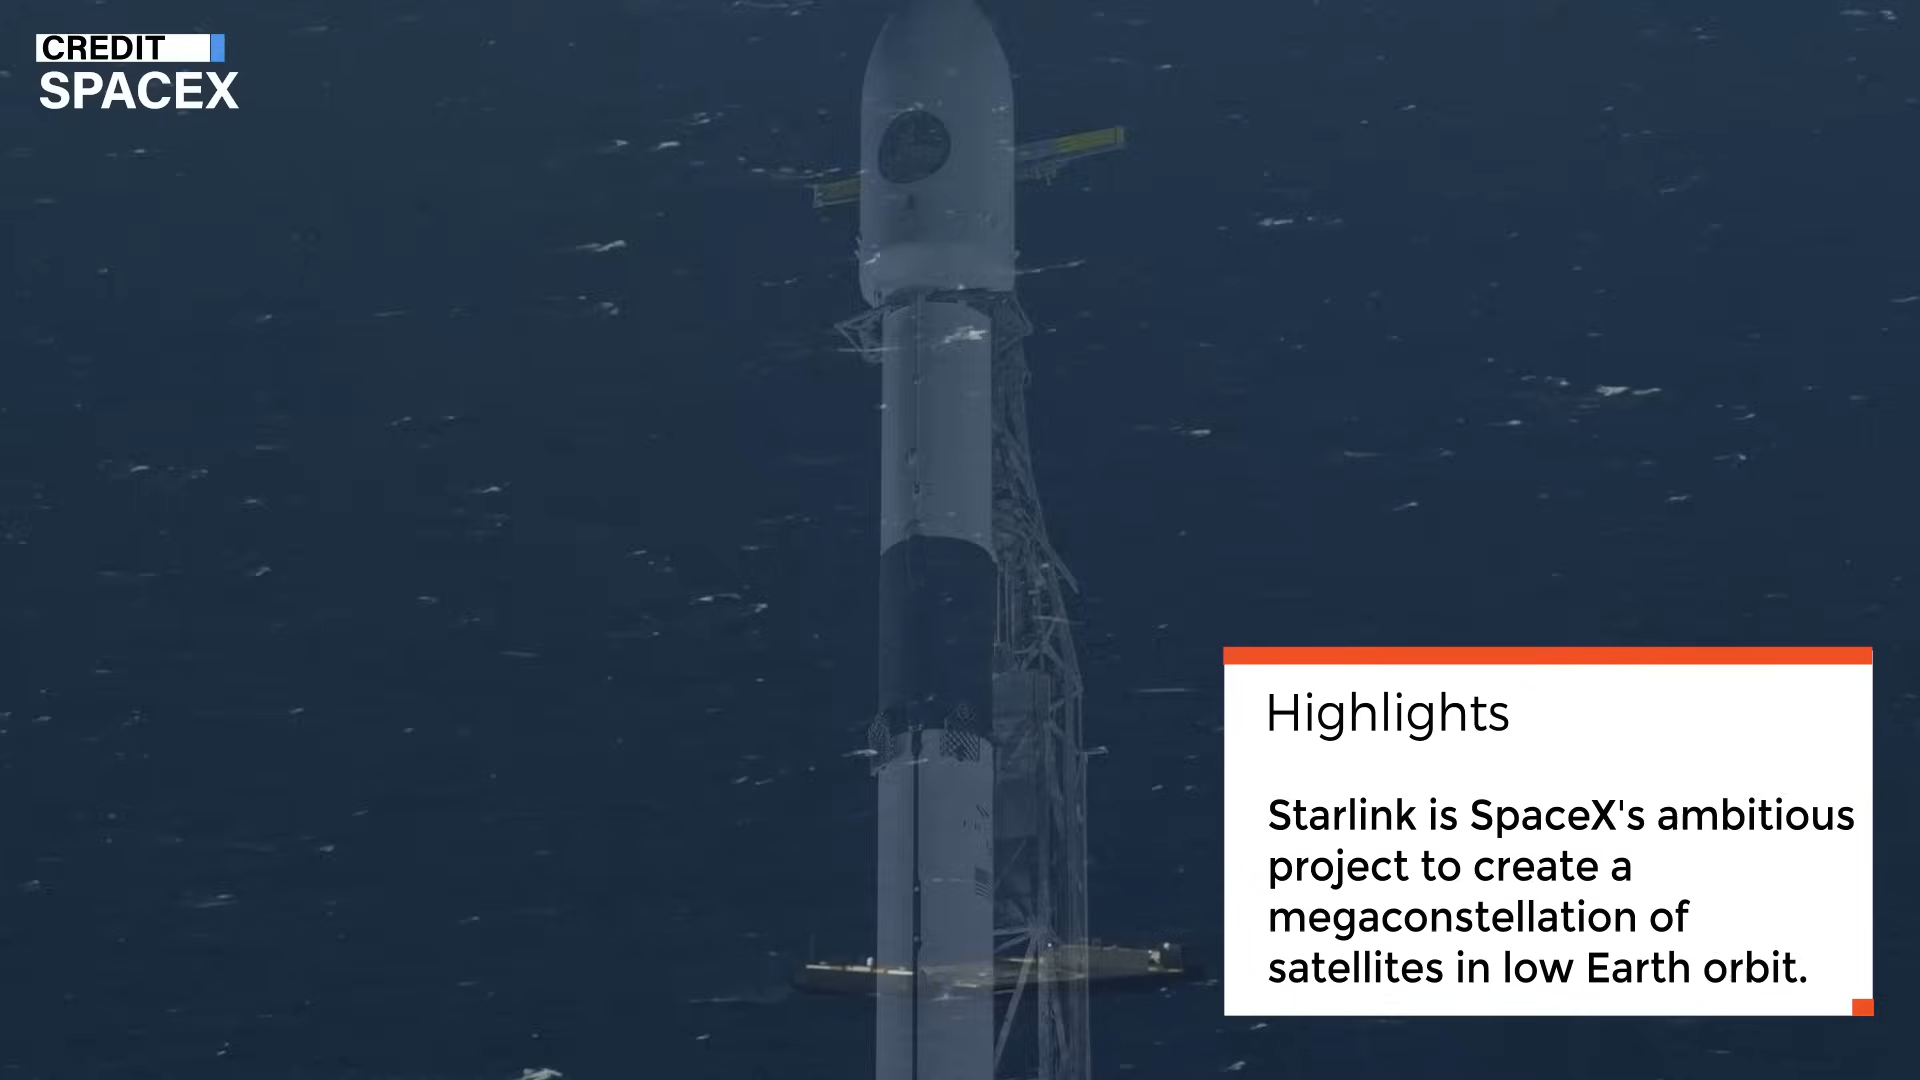 CREDIT
SPACEX
Highlights
Starlink is SpaceX's ambitious
project to create a
megaconstellation of
satellites in low Earth orbit.